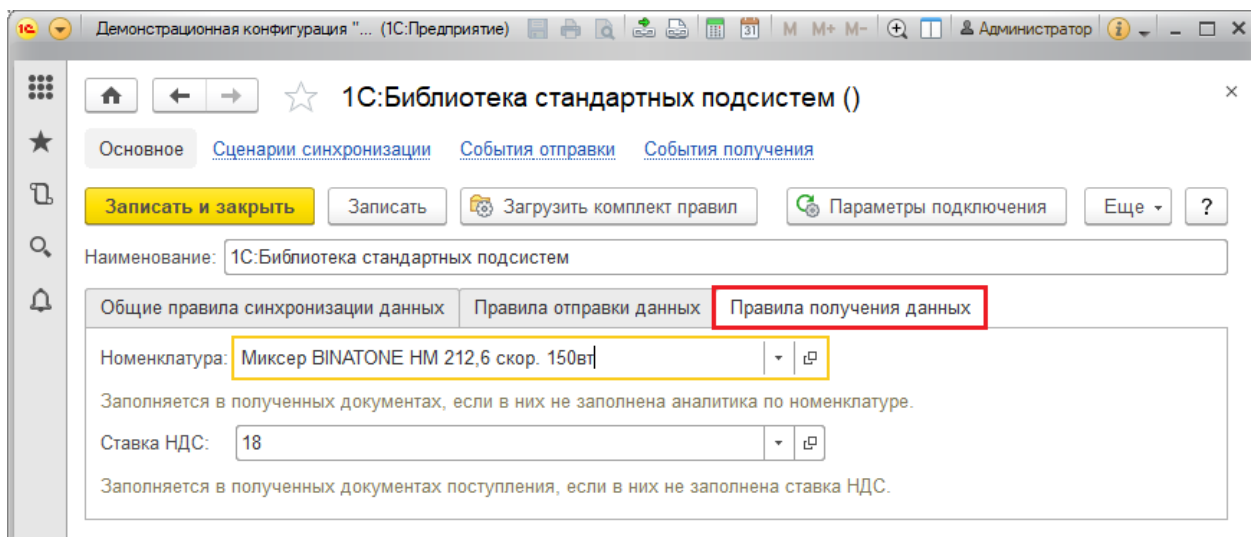 1С Демонстрационная конфигурация "... (1С:Предприятие) 31 M M+ M- Администратор i
1С:Библиотека стандартных подсистем ()
Основное Сценарии синхронизации События отправки События получения
Записать и закрыть Записать Загрузить комплект правил Параметры подключения Еще ?
Наименование: 1С:Библиотека стандартных подсистем
Общие правила синхронизации данных Правила отправки данных Правила получения данных
Номенклатура: Миксер BINATONE HM 212,6 скор. 150вт
Заполняется в полученных документах, если в них не заполнена аналитика по номенклатуре.
Ставка НДС: 18
Заполняется в полученных документах поступления, если в них не заполнена ставка НДС.